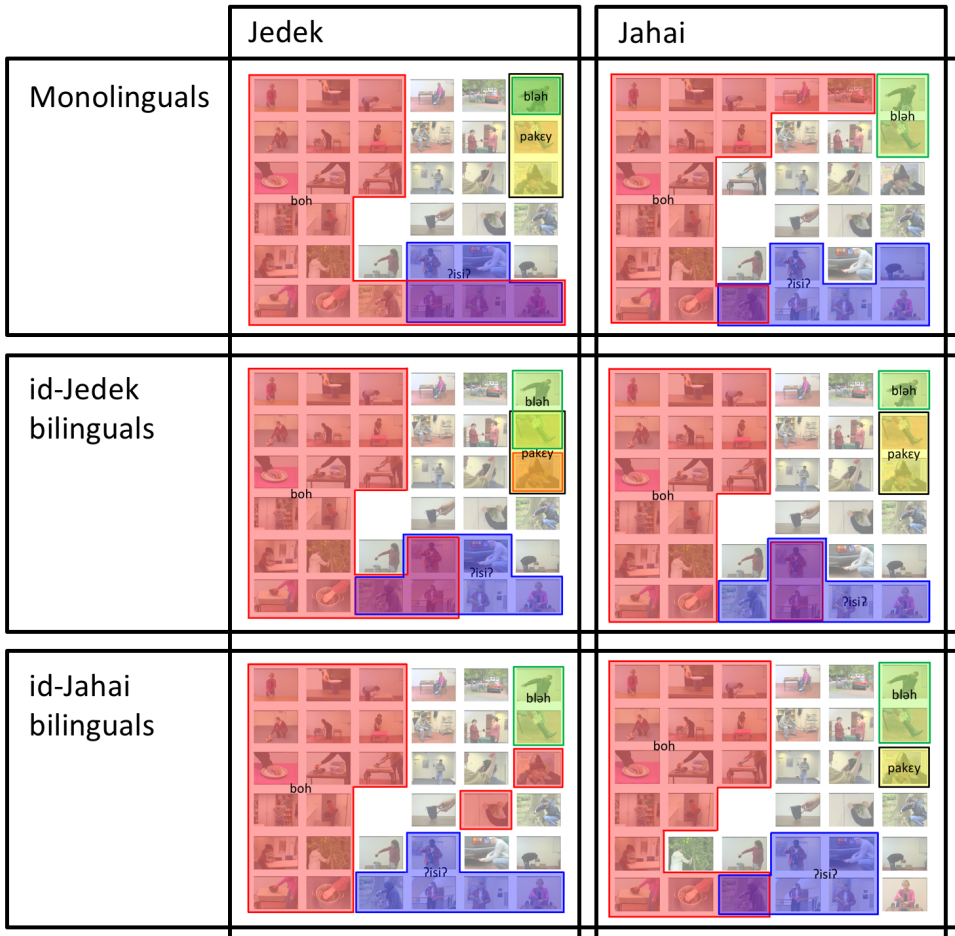 Jedek
Jahai
Monolinguals
boh
bləh
pakɛy
ʔisiʔ
boh
bləh
ʔisiʔ
id-Jedek
bilinguals
boh
bləh
pakɛy
ʔisiʔ
boh
bləh
pakɛy
ʔisiʔ
id-Jahai
bilinguals
boh
bləh
ʔisiʔ
boh
bləh
pakɛy
ʔisiʔ